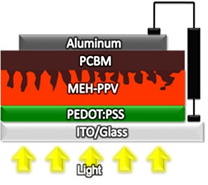 Aluminum
PCBM
MEH-PPV
PEDOT:PSS
ITO/Glass
Light